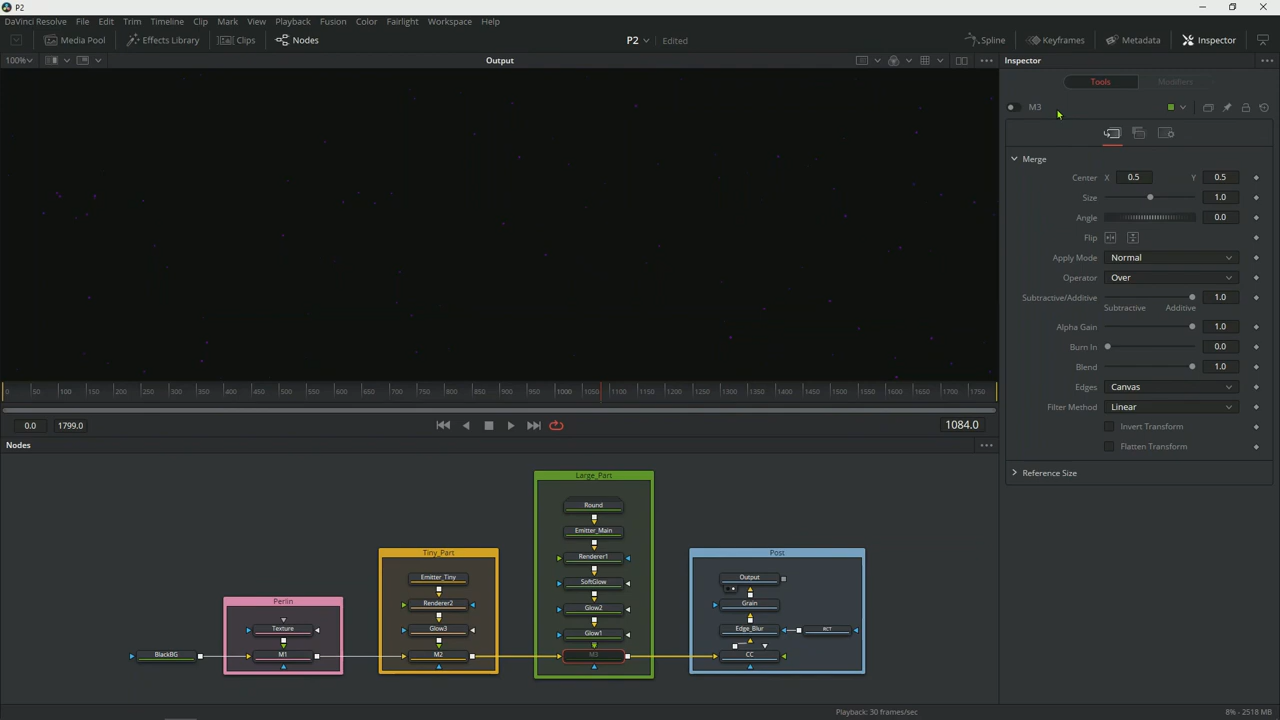 P2
DaVinci Resolve File Edit Trim Timeline Clip Mark View Playback Fusion Color Fairlight Workspace Help
Media Pool Effects Library Clips Nodes P2 Edited Spline Keyframes Metadata Inspector
100% Output Inspector
Tools Modifiers
M3
Merge
Center X 0.5 Y 0.5
Size 1.0
Angle 0.0
Flip
Apply Mode Normal
Operator Over
Subtractive/Additive 1.0
Subtractive Additive
Alpha Gain 1.0
Burn In 0.0
Blend 1.0
Edges Canvas
Filter Method Linear
Invert Transform
Flatten Transform
Reference Size
0 50 100 150 200 250 300 350 400 450 500 550 600 650 700 750 800 850 900 950 1000 1050 1100 1150 1200 1250 1300 1350 1400 1450 1500 1550 1600 1650 1700 1750
0.0 1799.0 1084.0
Nodes
Perlin
Texture
BlackBG
M1
Tiny_Part
Emitter_Tiny
Renderer2
Glow3
M2
Large_Part
Round
Emitter_Main
Renderer1
SoftGlow
Glow2
Glow1
M3
Post
Output
Grain
Edge_Blur
RCT
CC
Playback: 30 frames/sec 8% - 2518 MB